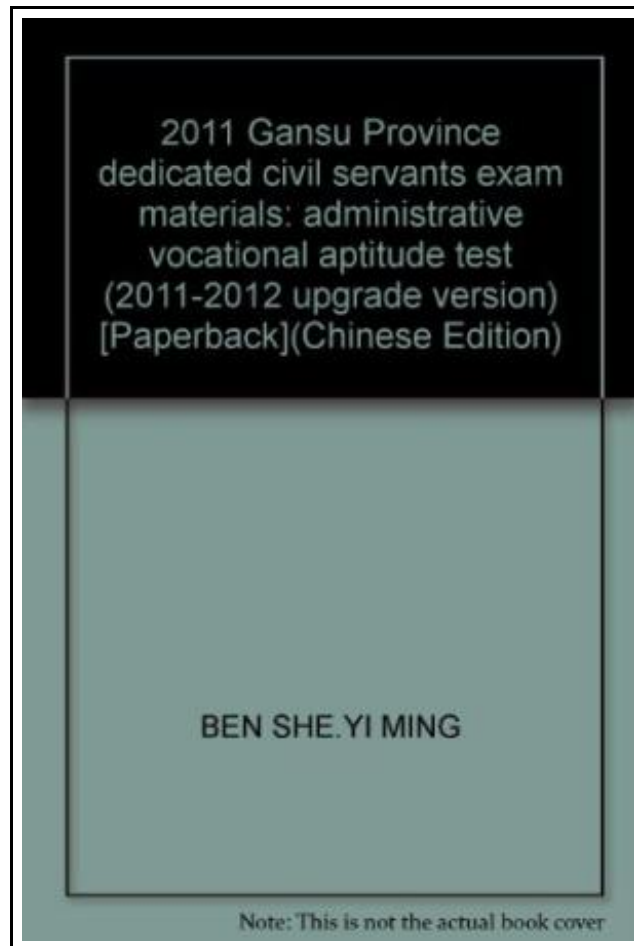 2011 Gansu Province
dedicated civil servants exam
materials: administrative
vocational aptitude test
(2011-2012 upgrade version)
[Paperback](Chinese Edition)
BEN SHE.YI MING
Note: This is not the actual book cover